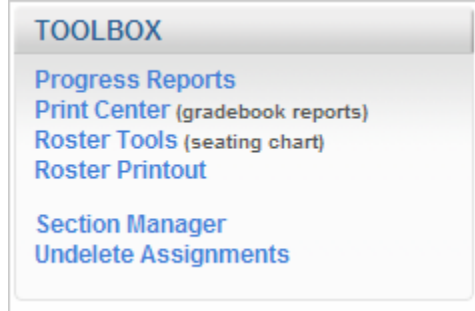 TOOLBOX
Progress Reports
Print Center (gradebook reports)
Roster Tools (seating chart)
Roster Printout
Section Manager
Undelete Assignments